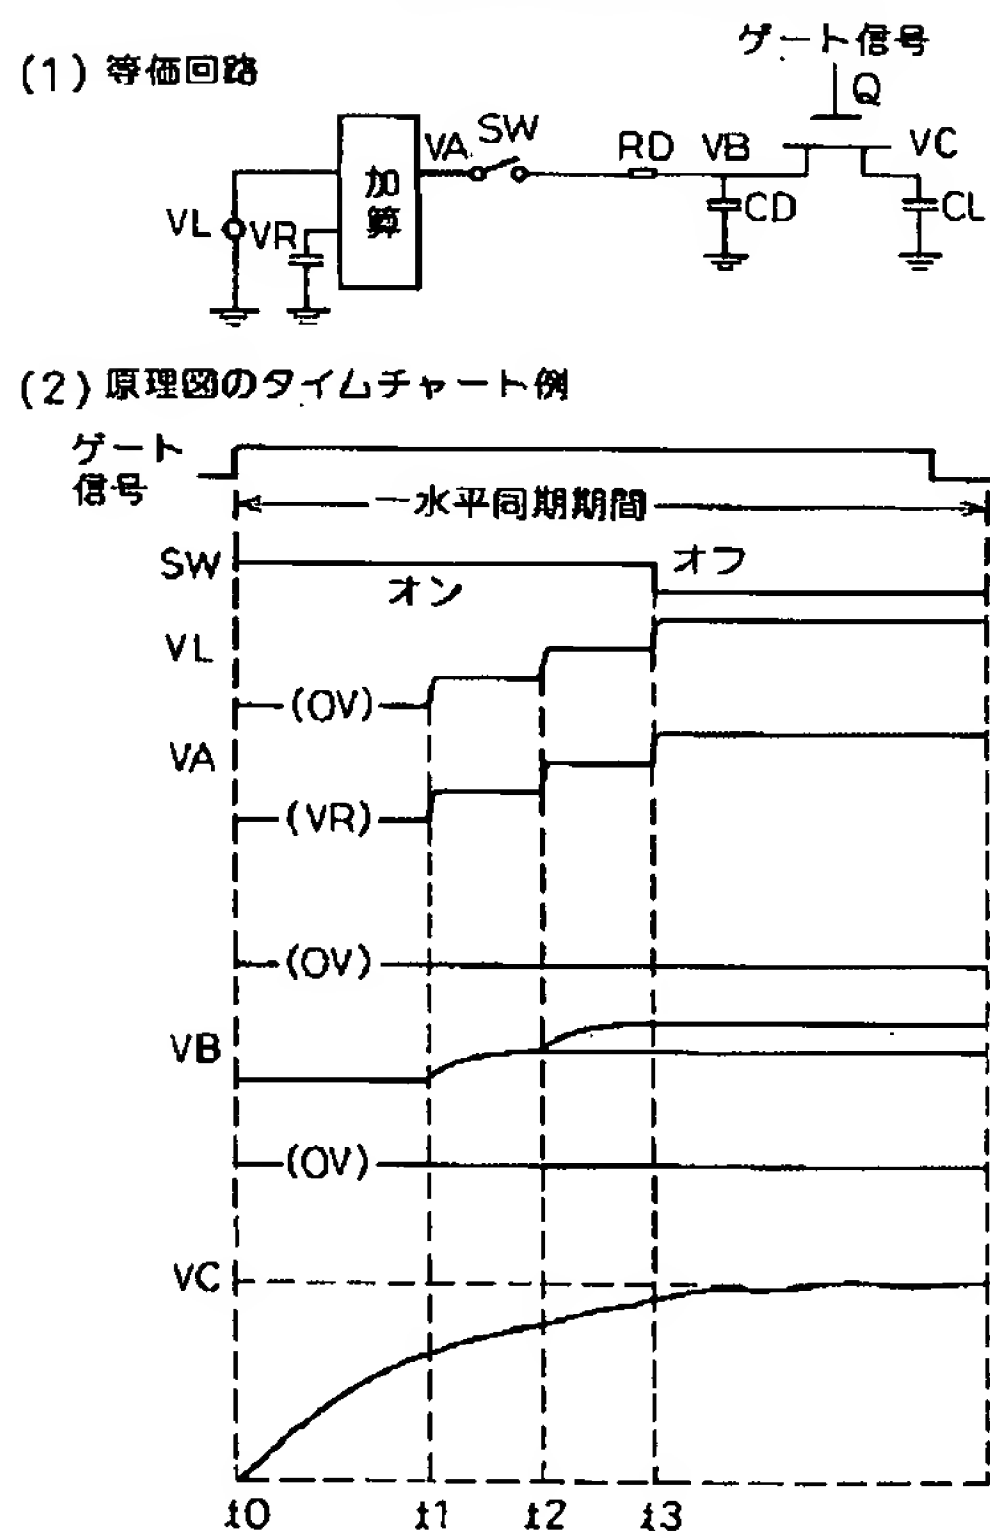 (1) 等価回路
ゲート信号
Q
VA SW RD VB VC
加算
VL VR CD CL
(2) 原理図のタイムチャート例
ゲート
信号
一水平同期期間
SW オン オフ
VL
(OV)
VA
(VR)
(OV)
VB
(OV)
VC
t0 t1 t2 t3